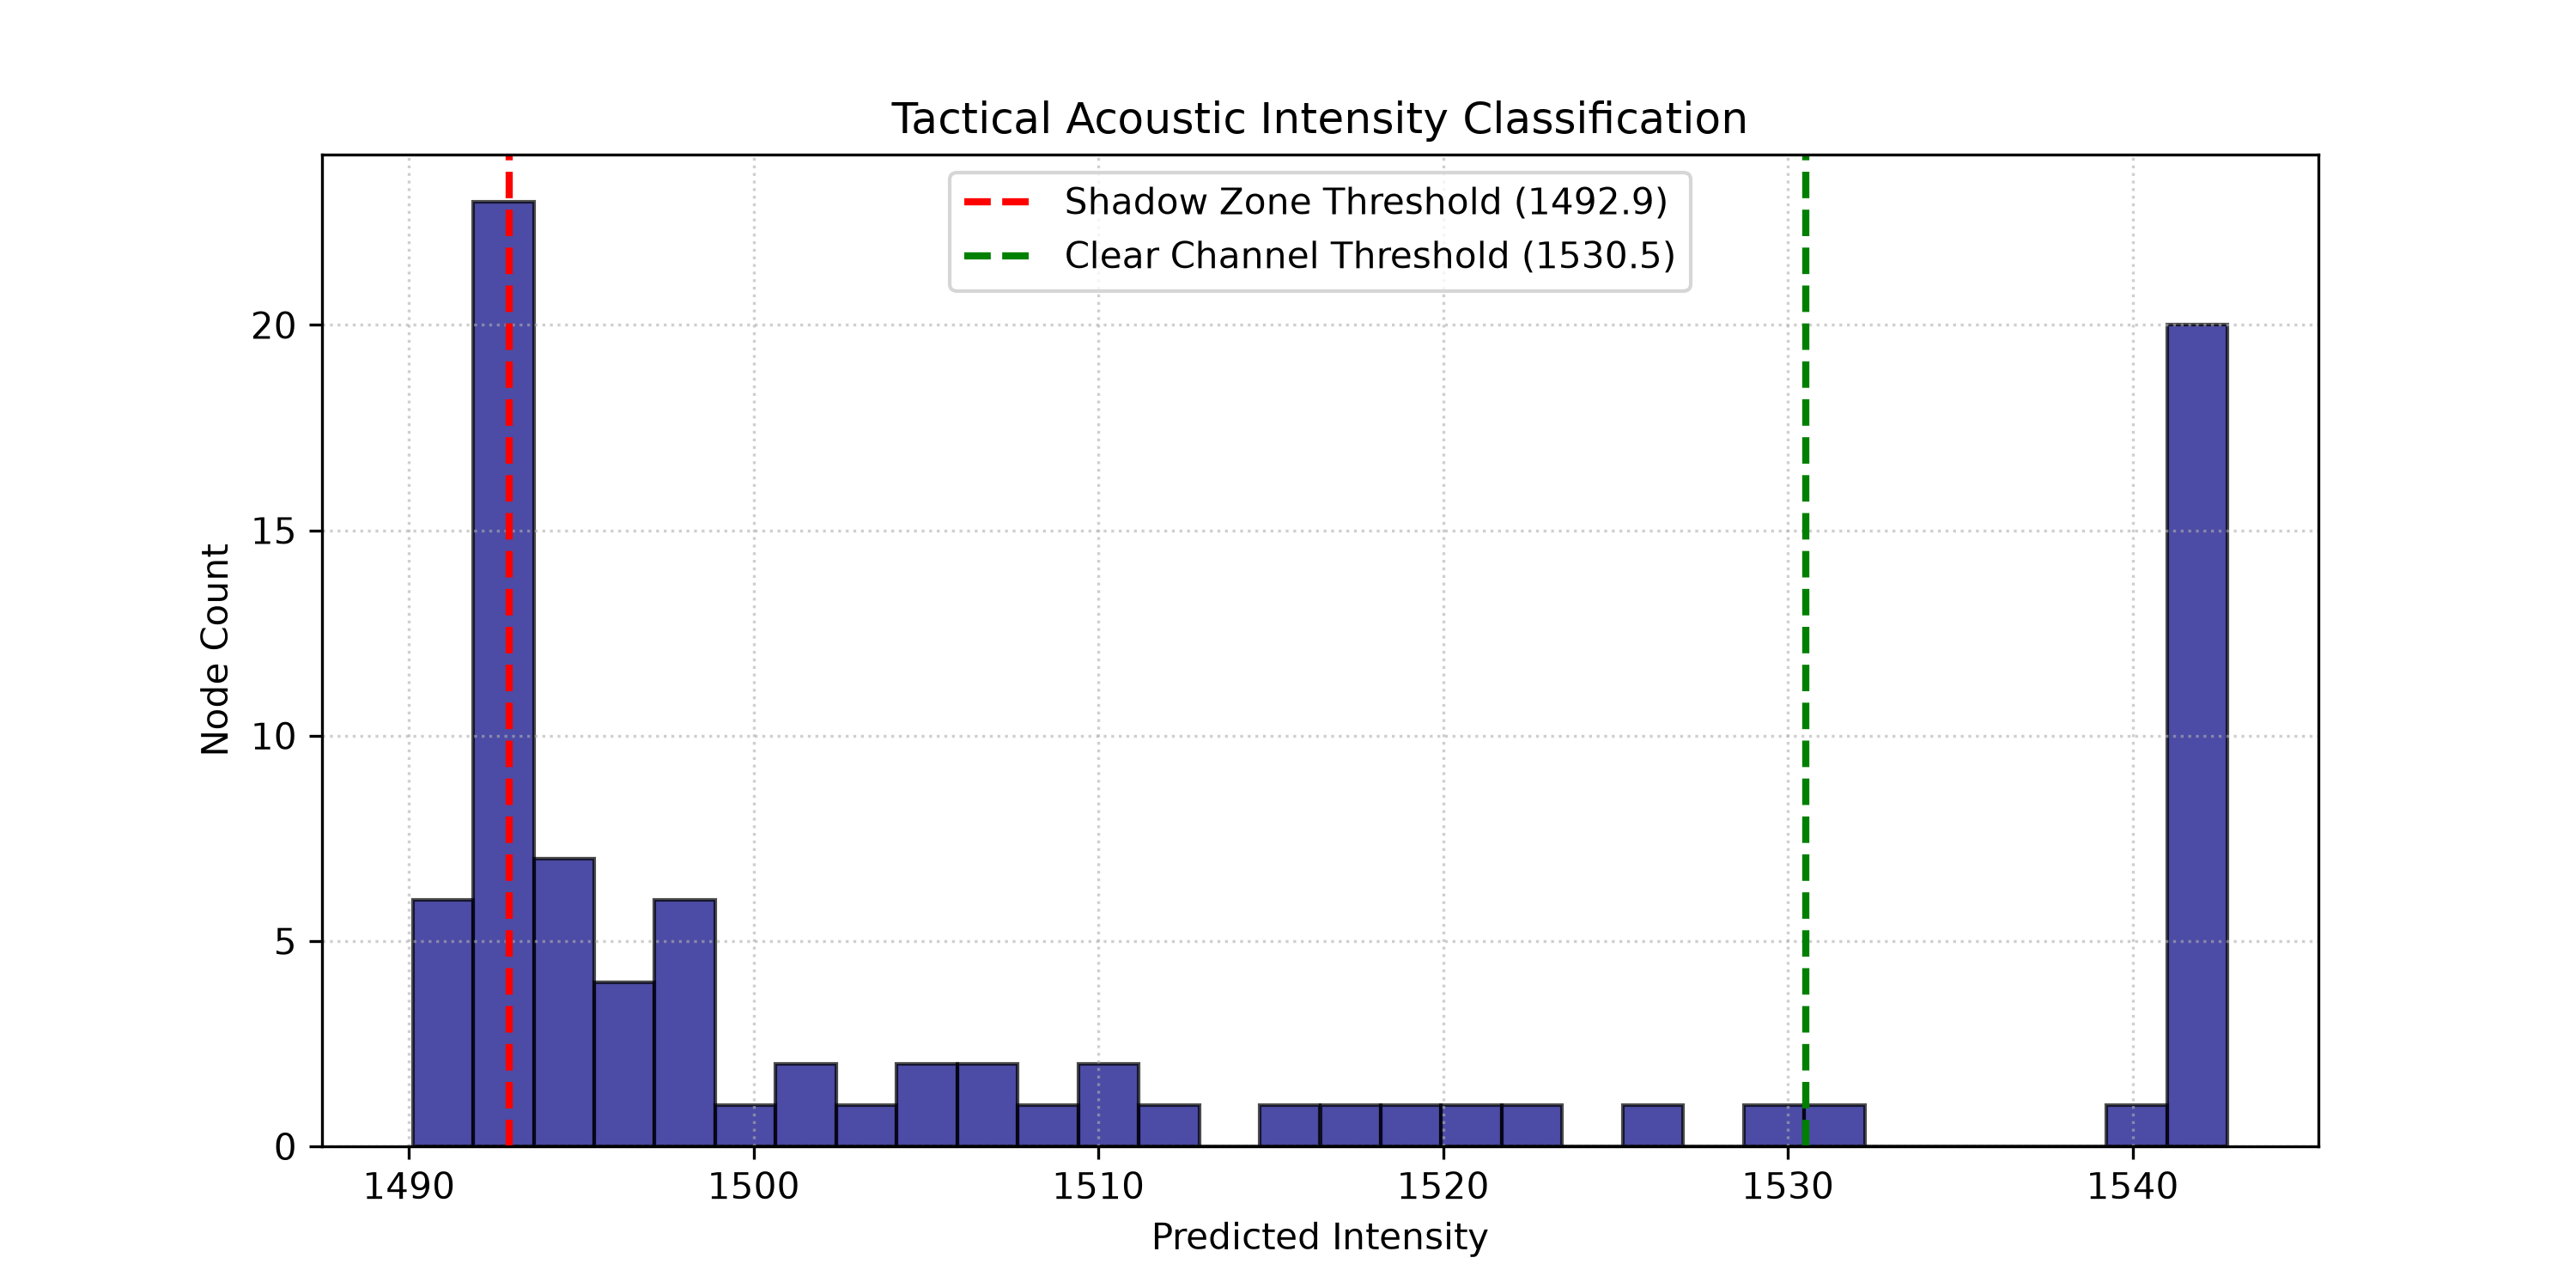 Tactical Acoustic Intensity Classification
Shadow Zone Threshold (1492.9)
Clear Channel Threshold (1530.5)
Node Count
20
15
10
5
0
1490 1500 1510 1520 1530 1540
Predicted Intensity